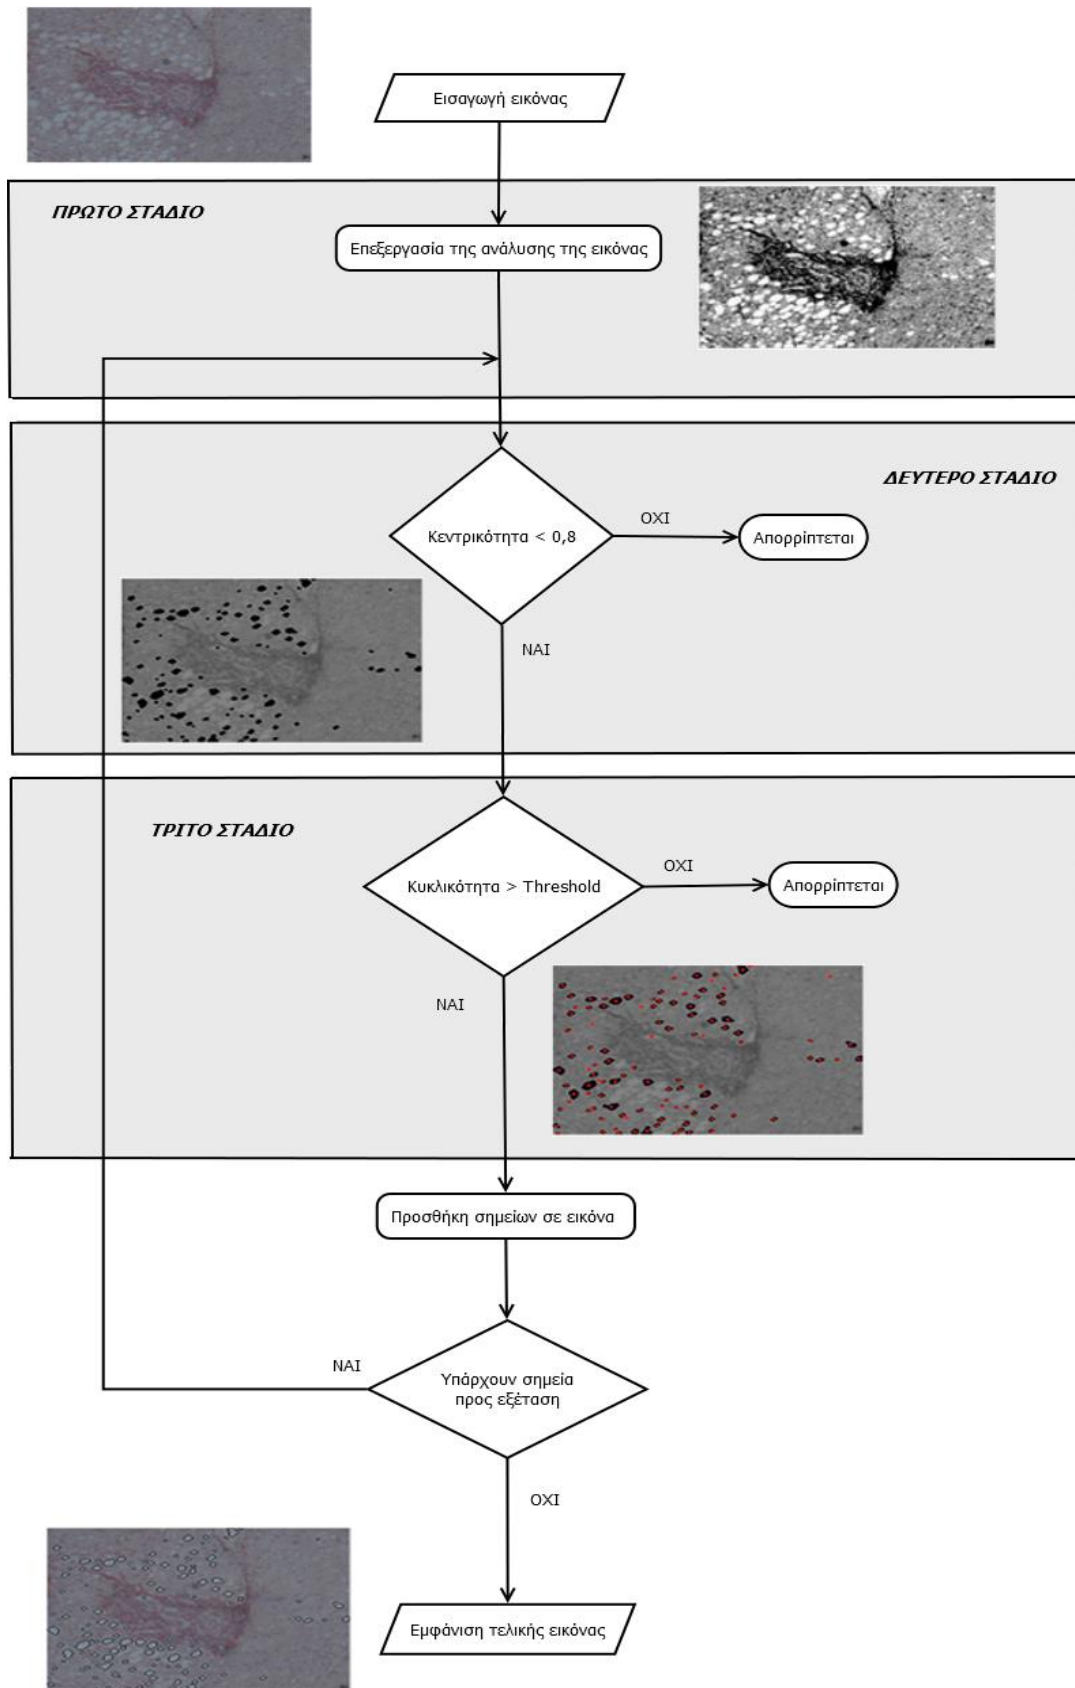 Εισαγωγή εικόνας
ΠΡΩΤΟ ΣΤΑΔΙΟ
Επεξεργασία της ανάλυσης της εικόνας
ΔΕΥΤΕΡΟ ΣΤΑΔΙΟ
Κεντρικότητα < 0,8
ΟΧΙ
Απορρίπτεται
ΝΑΙ
ΤΡΙΤΟ ΣΤΑΔΙΟ
Κυκλικότητα > Threshold
ΟΧΙ
Απορρίπτεται
ΝΑΙ
Προσθήκη σημείων σε εικόνα
ΝΑΙ
Υπάρχουν σημεία
προς εξέταση
ΟΧΙ
Εμφάνιση τελικής εικόνας